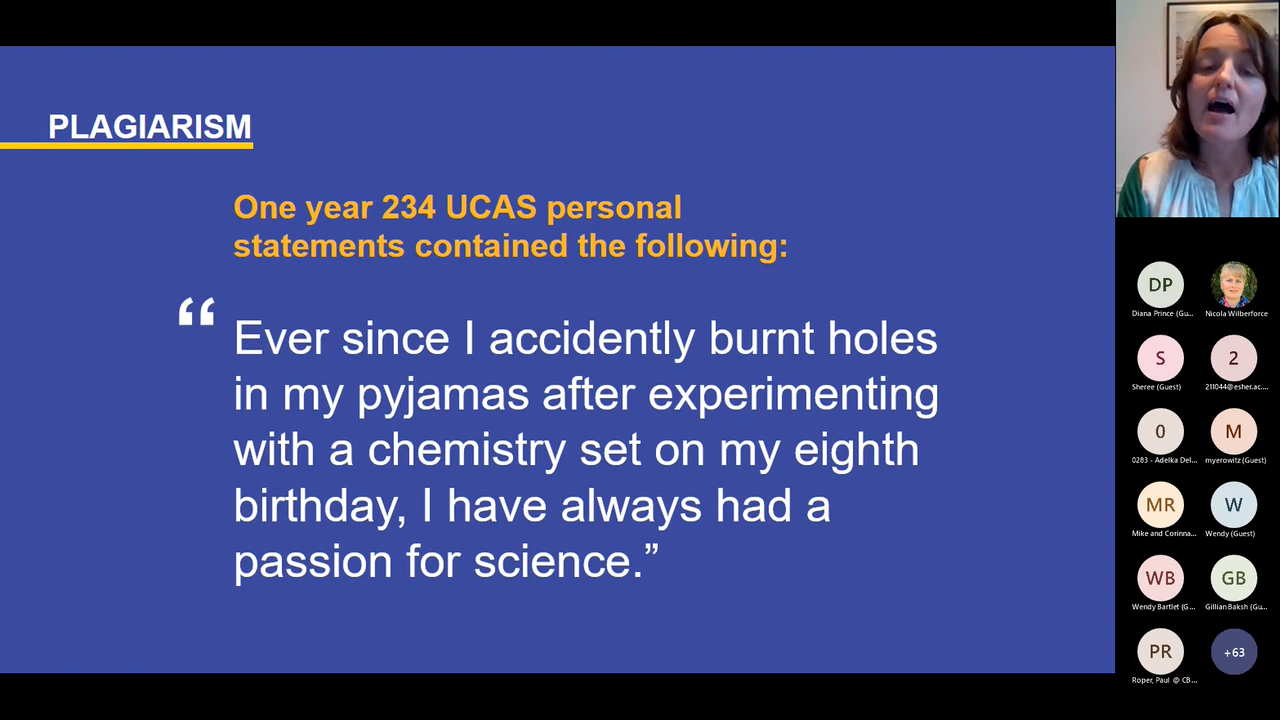 PLAGIARISM
One year 234 UCAS personal
statements contained the following:
“ Ever since I accidently burnt holes
in my pyjamas after experimenting
with a chemistry set on my eighth
birthday, I have always had a
passion for science.”
DP
Diana Prince (Gu...
Nicola Wilberforce
S
2
Sheree (Guest)
211044@esher.ac....
0
M
0283 - Adelka Del...
myerowitz (Guest)
MR
W
Mike and Corinna...
Wendy (Guest)
WB
GB
Wendy Bartlet (G...
Gillian Baksh (Gu...
PR
+63
Roper, Paul @ CB...